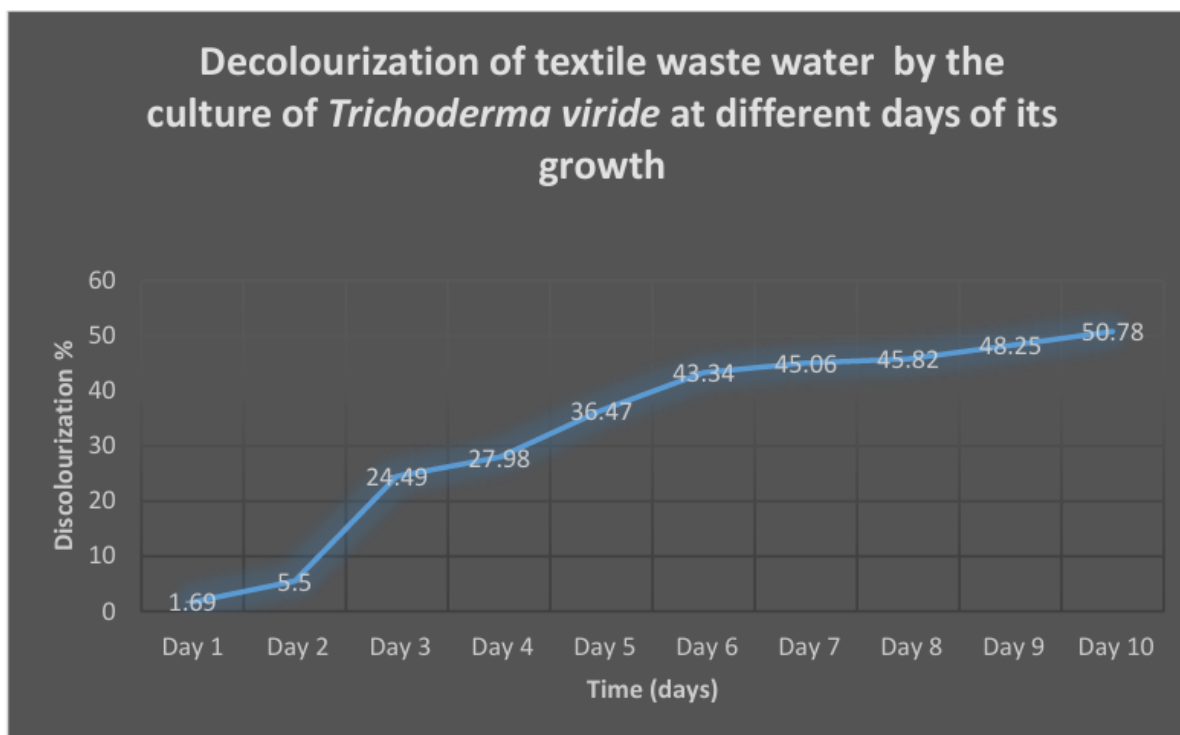 Decolourization of textile waste water by the
culture of Trichoderma viride at different days of its
growth
60
50
40
30
20
10
0
Discolourization %
1.69
5.5
24.49
27.98
36.47
43.34
45.06
45.82
48.25
50.78
Day 1 Day 2 Day 3 Day 4 Day 5 Day 6 Day 7 Day 8 Day 9 Day 10
Time (days)